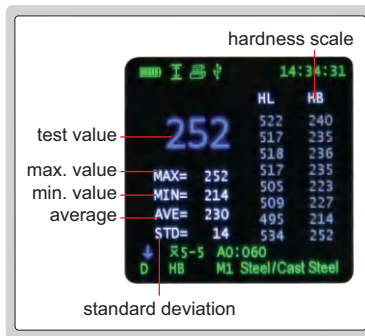 hardness scale
14:34:31
HL HB
test value
252
522 240
517 235
518 236
517 235
505 223
509 227
495 214
534 252
max. value
MAX= 252
min. value
MIN= 214
average
AVE= 230
STD= 14
x̅5-5 A0:060
D HB M1 Steel/Cast Steel
standard deviation